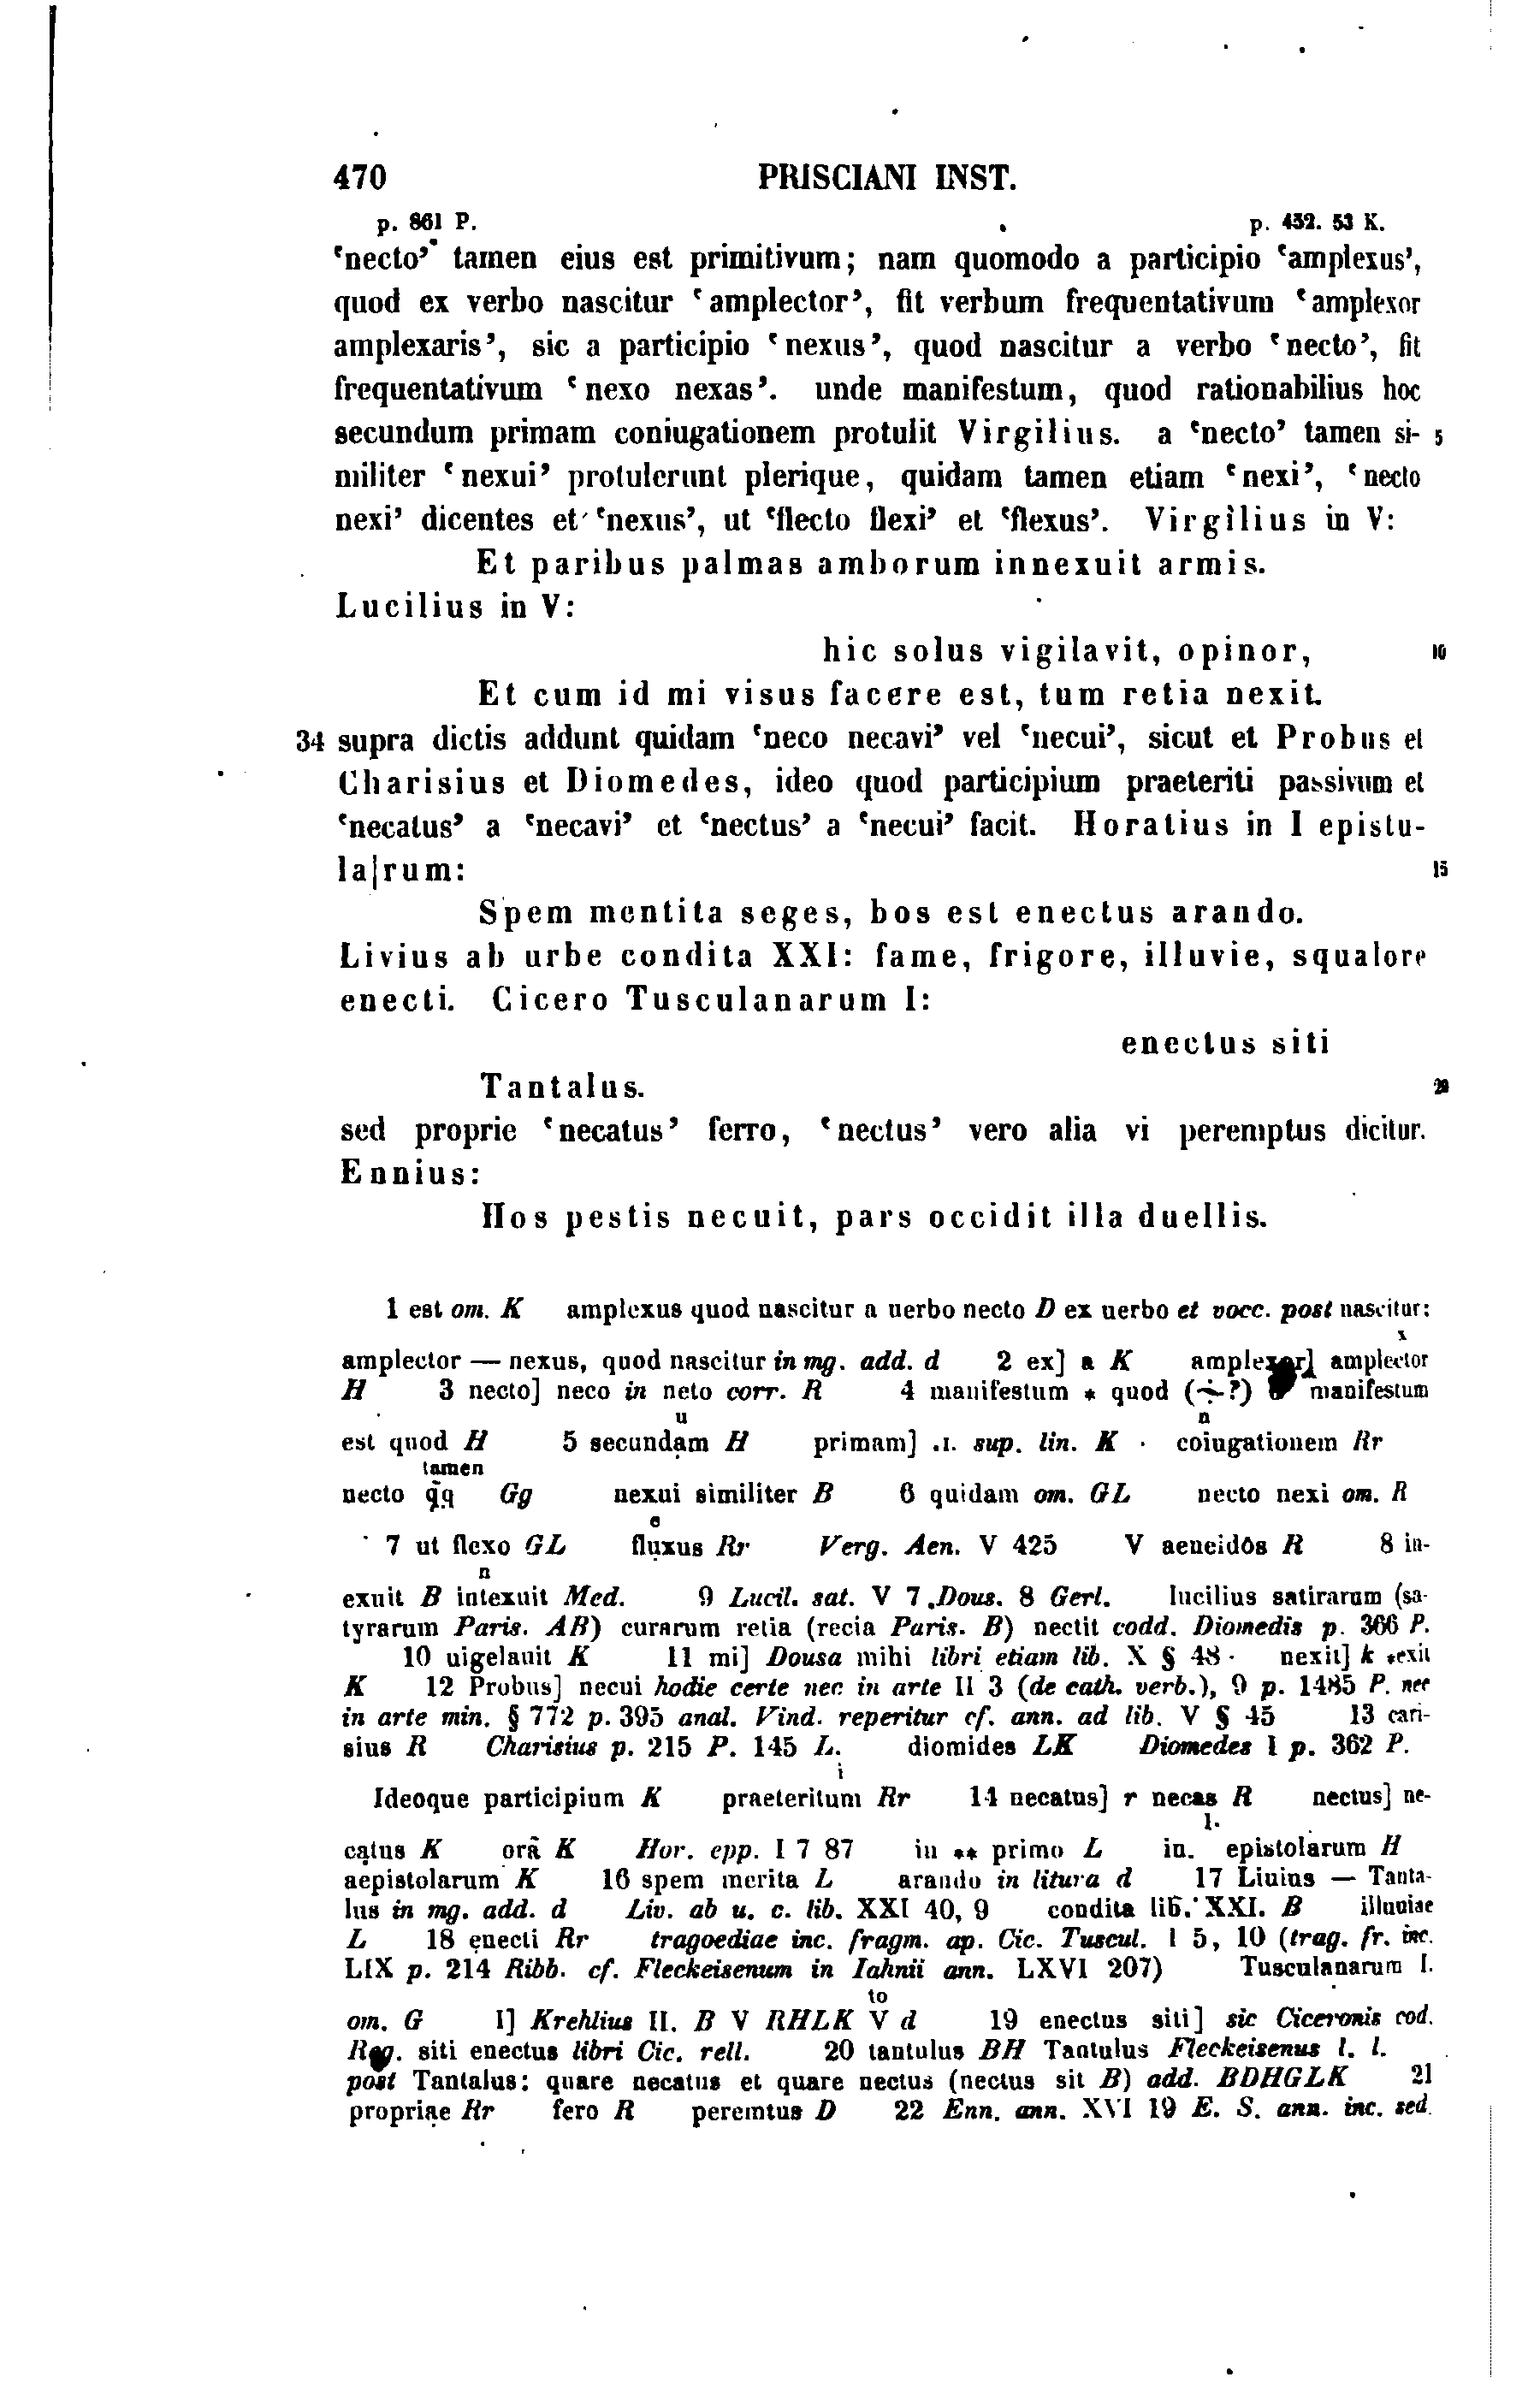 470 PRISCIANI INST.
p. 861 P. p. 452. 53 K.
‛necto’ tamen eius est primitivum; nam quomodo a participio ‛amplexus’,
quod ex verbo nascitur ‛amplector’, fit verbum frequentativum ‛amplexor
amplexaris’, sic a participio ‛nexus’, quod nascitur a verbo ‛necto’, fit
frequentativum ‛nexo nexas’. unde manifestum, quod rationabilius hoc
secundum primam coniugationem protulit Virgilius. a ‛necto’ tamen si- 5
militer ‛nexui’ protulerunt plerique, quidam tamen etiam ‛nexi’, ‛necto
nexi’ dicentes et ‛nexus’, ut ‛flecto flexi’ et ‛flexus’. Virgilius in V:
Et paribus palmas amborum innexuit armis.
Lucilius in V:
hic solus vigilavit, opinor, 10
Et cum id mi visus facere est, tum retia nexit.
34 supra dictis addunt quidam ‛neco necavi’ vel ‛necui’, sicut et Probus et
Charisius et Diomedes, ideo quod participium praeteriti passivum et
‛necatus’ a ‛necavi’ et ‛nectus’ a ‛necui’ facit. Horatius in I epistu-
la|rum: 15
Spem mentita seges, bos est enectus arando.
Livius ab urbe condita XXI: fame, frigore, illuvie, squalore
enecti. Cicero Tusculanarum I:
enectus siti
Tantalus. 20
sed proprie ‛necatus’ ferro, ‛nectus’ vero alia vi peremptus dicitur.
Ennius:
Hos pestis necuit, pars occidit illa duellis.
1 est om. K amplexus quod nascitur a uerbo necto D ex uerbo et vocc. post nascitur:
x
amplector — nexus, quod nascitur in mg. add. d 2 ex] a K amplexor] amplector
H 3 necto] neco in neto corr. R 4 manifestum * quod (÷?) manifestum
u n
est quod H 5 secundạm H primam] .I. sup. lin. K coiugationem Rr
tamen
necto q̄q Gg nexui similiter B 6 quidam om. GL necto nexi om. R
e
7 ut flexo GL flụxus Rr Verg. Aen. V 425 V aeneidôs R 8 in-
n
exuit B intexuit Med. 9 Lucil. sat. V 7 Dous. 8 Gerl. lucilius satirarum (sa-
tyrarum Paris. AB) curarum retia (recia Paris. B) nectit codd. Diomedis p. 366 P.
10 uigelauit K 11 mi] Dousa mihi libri etiam lib. X § 48 nexit] k *exit
K 12 Probus] necui hodie certe nec in arte II 3 (de cath. verb.), 9 p. 1485 P. nec
in arte min. § 772 p. 395 anal. Vind. reperitur cf. ann. ad lib. V § 45 13 cari-
sius R Charisius p. 215 P. 145 L. diomides LK Diomedes I p. 362 P.
i
Ideoque participium K praeteritum Rr 14 necatus] r necas R nectus] ne-
l.
cạtus K orā K Hor. epp. I 7 87 in ** primo L in. epistolarum H
aepistolarum K 16 spem merita L arando in litura d 17 Liuius — Tanta-
lus in mg. add. d Liv. ab u. c. lib. XXI 40, 9 condita lib. XXI. B illuuiae
L 18 ẹnecti Rr tragoediae inc. fragm. ap. Cic. Tuscul. I 5, 10 (trag. fr. inc.
LIX p. 214 Ribb. cf. Fleckeisenum in Iahnii ann. LXVI 207) Tusculanarum I.
to
om. G I] Krehlius II. B V RHLK V d 19 enectus siti] sic Ciceronis cod.
Reg. siti enectus libri Cic. rell. 20 tantulus BH Tantulus Fleckeisenus l. l.
post Tantalus: quare necatus et quare nectus (nectus sit B) add. BDHGLK 21
propriạe Rr fero R peremtus D 22 Enn. ann. XVI 19 E. S. ann. inc. sed.